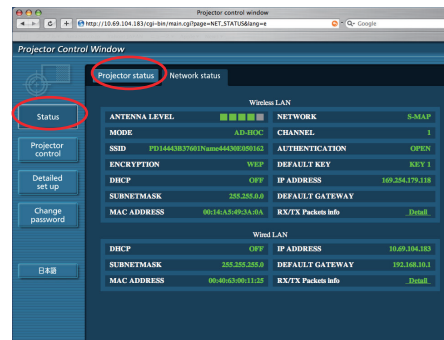 Projector control window
http://10.69.104.183/cgi-bin/main.cgi?page=NET_STATUS&lang=e
Google
Projector Control Window
Projector status
Network status
Status
Projector control
Detailed set up
Change password
日本語
Wireless LAN
ANTENNA LEVEL NETWORK S-MAP
MODE AD-HOC CHANNEL 1
SSID PD14443B37601Name44430E050162 AUTHENTICATION OPEN
ENCRYPTION WEP DEFAULT KEY KEY 1
DHCP OFF IP ADDRESS 169.254.179.118
SUBNETMASK 255.255.0.0 DEFAULT GATEWAY
MAC ADDRESS 00:14:A5:49:3A:0A RX/TX Packets info Detail
Wired LAN
DHCP OFF IP ADDRESS 10.69.104.183
SUBNETMASK 255.255.255.0 DEFAULT GATEWAY 192.168.10.1
MAC ADDRESS 00:40:63:00:11:25 RX/TX Packets info Detail